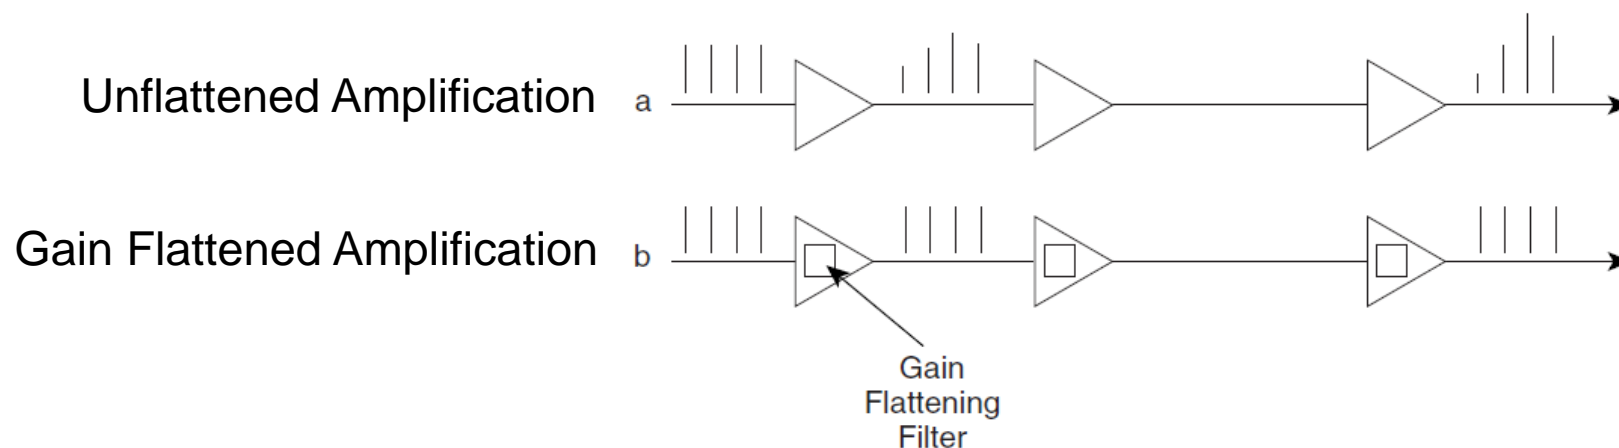 Unflattened Amplification a
Gain Flattened Amplification b
Gain
Flattening
Filter